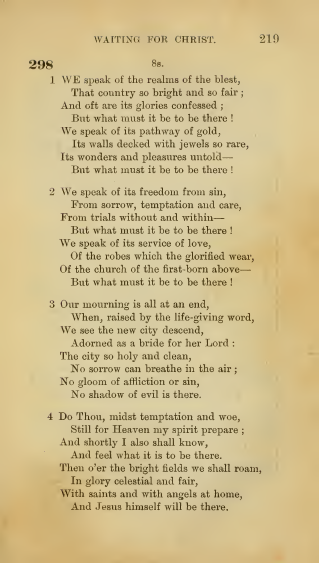 WAITING FOR CHRIST. 219
298 8s.
1 WE speak of the realms of the blest,
That country so bright and so fair ;
And oft are its glories confessed ;
But what must it be to be there !
We speak of its pathway of gold,
Its walls decked with jewels so rare,
Its wonders and pleasures untold—
But what must it be to be there !
2 We speak of its freedom from sin,
From sorrow, temptation and care,
From trials without and within—
But what must it be to be there !
We speak of its service of love,
Of the robes which the glorified wear,
Of the church of the first-born above—
But what must it be to be there !
3 Our mourning is all at an end,
When, raised by the life-giving word,
We see the new city descend,
Adorned as a bride for her Lord :
The city so holy and clean,
No sorrow can breathe in the air ;
No gloom of affliction or sin,
No shadow of evil is there.
4 Do Thou, midst temptation and woe,
Still for Heaven my spirit prepare ;
And shortly I also shall know,
And feel what it is to be there.
Then o'er the bright fields we shall roam,
In glory celestial and fair,
With saints and with angels at home,
And Jesus himself will be there.